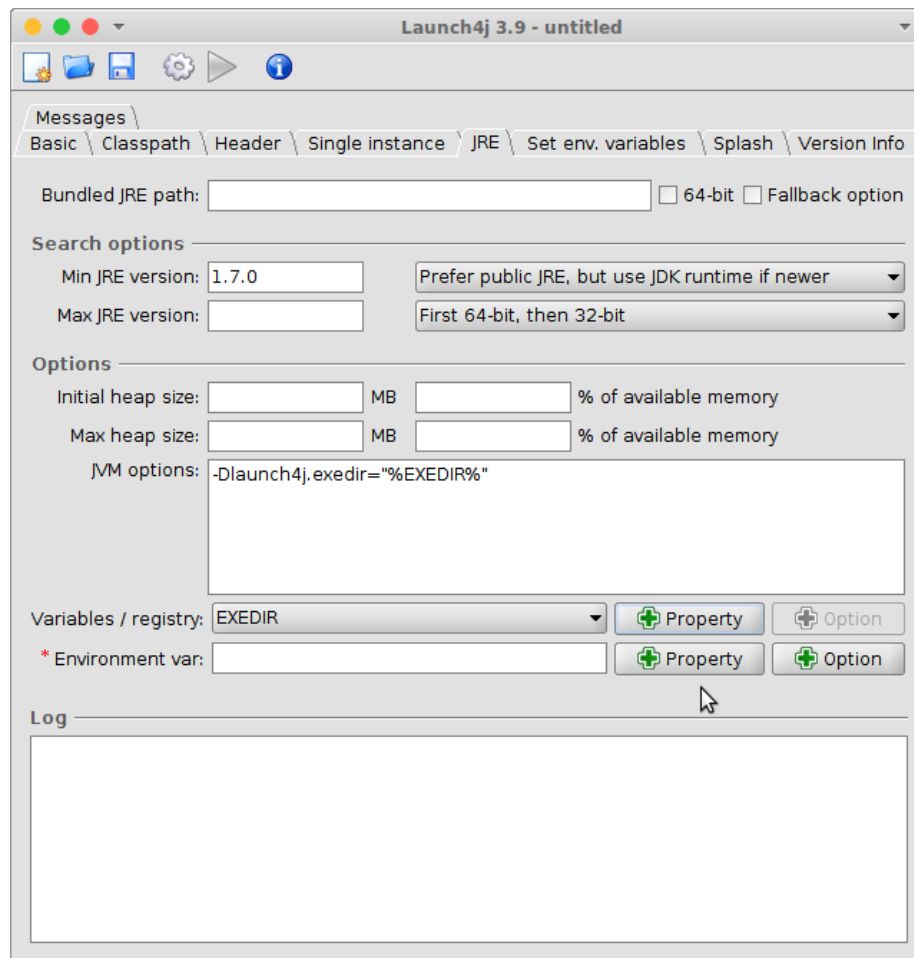 Launch4j 3.9 - untitled
Messages
Basic Classpath Header Single instance JRE Set env. variables Splash Version Info
Bundled JRE path: 64-bit Fallback option
Search options
Min JRE version: 1.7.0 Prefer public JRE, but use JDK runtime if newer
Max JRE version: First 64-bit, then 32-bit
Options
Initial heap size: MB % of available memory
Max heap size: MB % of available memory
JVM options: -Dlaunch4j.exedir="%EXEDIR%"
Variables / registry: EXEDIR Property Option
* Environment var: Property Option
Log